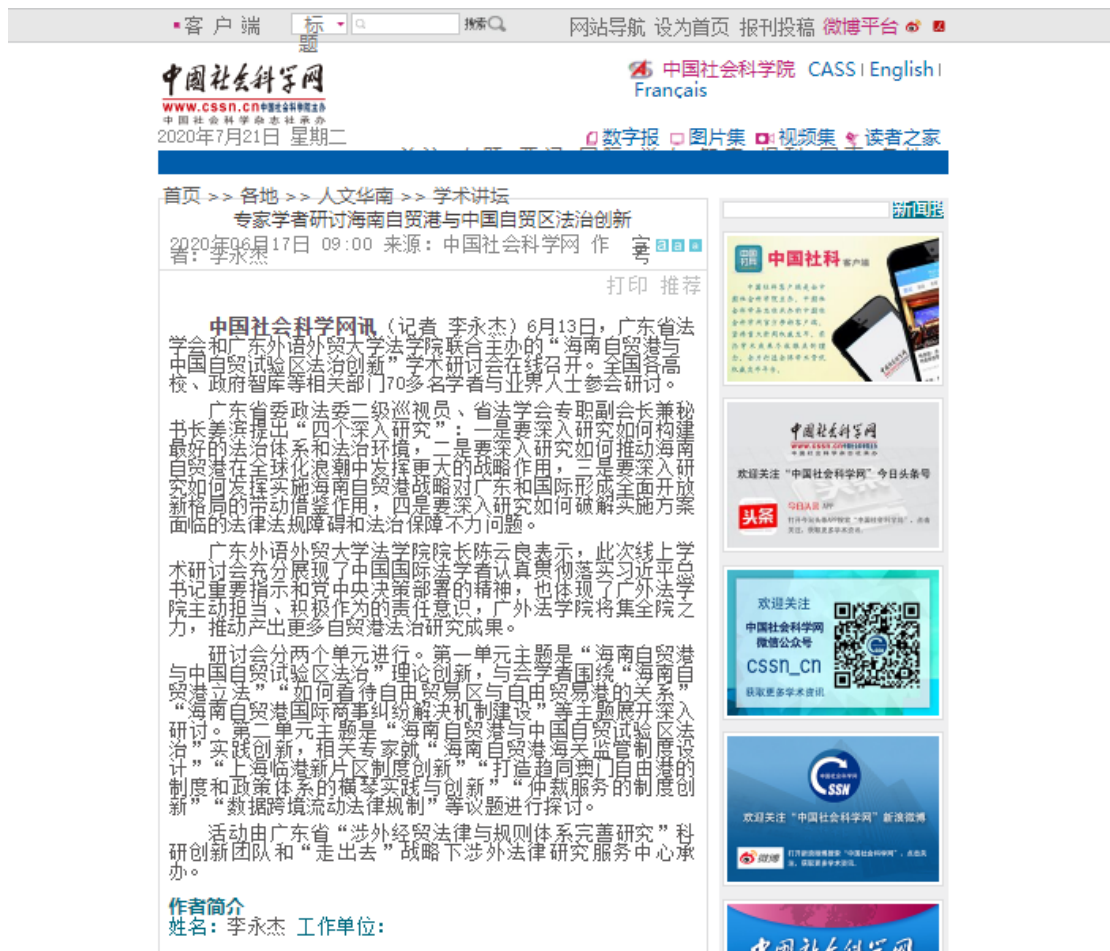 客 户 端
标题
搜索
网站导航 设为首页 报刊投稿 微博平台
中国社会科学网
www.cssn.cn中国社会科学院主办
中国社会科学杂志社承办
中国社会科学院 CASS | English |
Français
2020年7月21日 星期二
数字报 图片集 视频集 读者之家
首页 >> 各地 >> 人文华南 >> 学术讲坛
专家学者研讨海南自贸港与中国自贸区法治创新
2020年06月17日 09:00 来源：中国社会科学网 作
者：李永杰
字号 a a a
打印 推荐
中国社会科学网讯（记者 李永杰）6月13日，广东省法
学会和广东外语外贸大学法学院联合主办的“海南自贸港与
中国自贸试验区法治创新”学术研讨会在线召开。全国各高
校、政府智库等相关部门70多名学者与业界人士参会研讨。
广东省委政法委二级巡视员、省法学会专职副会长兼秘
书长姜滨提出“四个深入研究”：一是要深入研究如何构建
最好的法治体系和法治环境，二是要深入研究如何推动海南
自贸港在全球化浪潮中发挥更大的战略作用，三是要深入研
究如何发挥实施海南自贸港战略对广东和国际形成全面开放
新格局的带动借鉴作用，四是要深入研究如何破解实施方案
面临的法律法规障碍和法治保障不力问题。
广东外语外贸大学法学院院长陈云良表示，此次线上学
术研讨会充分展现了中国国际法学者认真贯彻落实习近平总
书记重要指示和党中央决策部署的精神，也体现了广外法学
院主动担当、积极作为的责任意识，广外法学院将集全院之
力，推动产出更多自贸港法治研究成果。
研讨会分两个单元进行。第一单元主题是“海南自贸港
与中国自贸试验区法治”理论创新，与会学者围绕“海南自
贸港立法”“如何看待自由贸易区与自由贸易港的关系”
“海南自贸港国际商事纠纷解决机制建设”等主题展开深入
研讨。第二单元主题是“海南自贸港与中国自贸试验区法
治”实践创新，相关专家就“海南自贸港海关监管制度设
计”“上海临港新片区制度创新”“打造趋同澳门自由港的
制度和政策体系的横琴实践与创新”“仲裁服务的制度创
新”“数据跨境流动法律规制”等议题进行探讨。
活动由广东省“涉外经贸法律与规则体系完善研究”科
研创新团队和“走出去”战略下涉外法律研究服务中心承
办。
作者简介
姓名：李永杰 工作单位：
新闻搜
中国社科 客户端
中国社会科学网
欢迎关注“中国社会科学网”今日头条号
头条
今日头条 APP
欢迎关注
中国社会科学网
微信公众号
cssn_cn
获取更多学术资讯
CSSN
欢迎关注“中国社会科学网”新浪微博
微博
中国社会科学网